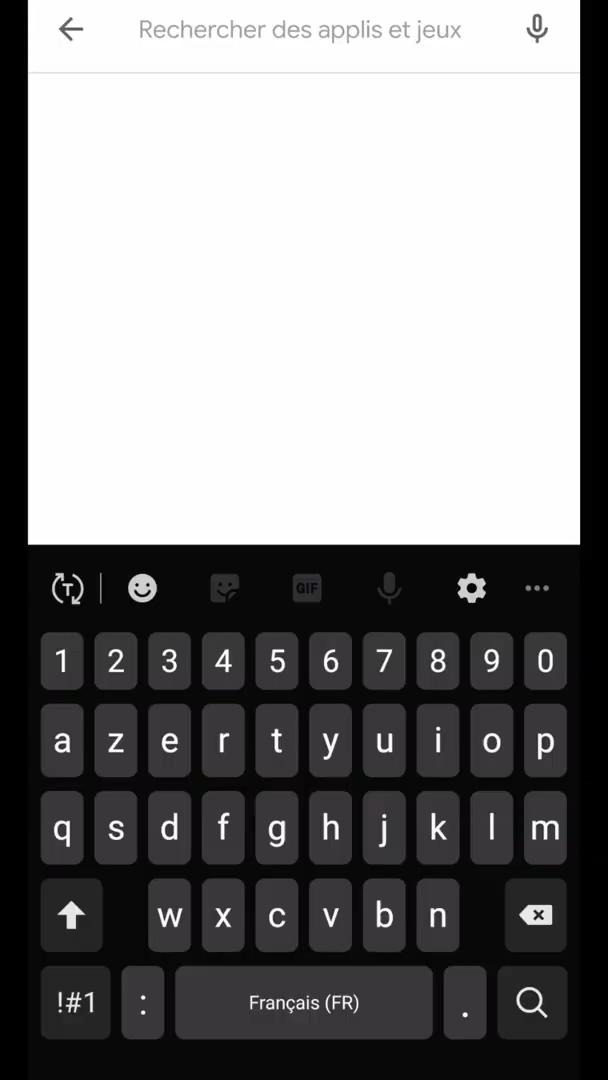 Rechercher des applis et jeux
T GIF
1 2 3 4 5 6 7 8 9 0
a z e r t y u i o p
q s d f g h j k l m
w x c v b n
!#1 : Français (FR) .